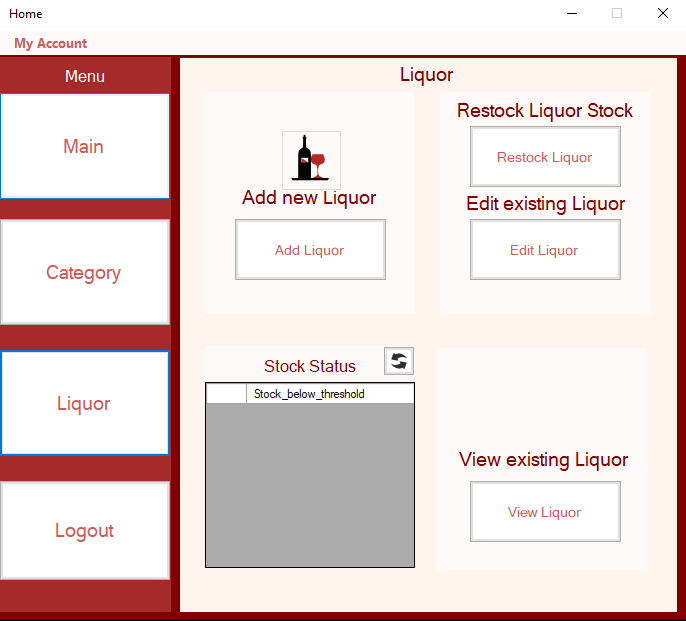 Home
My Account
Menu
Main
Category
Liquor
Logout
Liquor
Add new Liquor
Add Liquor
Restock Liquor Stock
Restock Liquor
Edit existing Liquor
Edit Liquor
Stock Status
Stock_below_threshold
View existing Liquor
View Liquor